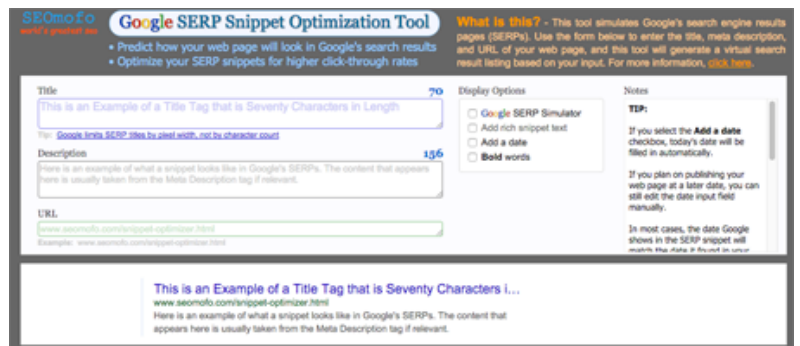 SEOmofo
world's greatest seo
Google SERP Snippet Optimization Tool
• Predict how your web page will look in Google's search results
• Optimize your SERP snippets for higher click-through rates
What is this? - This tool simulates Google's search engine results
pages (SERPs). Use the form below to enter the title, meta description,
and URL of your web page, and this tool will generate a virtual search
result listing based on your input. For more information, click here.
Title 70
This is an Example of a Title Tag that is Seventy Characters in Length
Tip: Google limits SERP titles by pixel width, not by character count
Description 156
Here is an example of what a snippet looks like in Google's SERPs. The content that appears
here is usually taken from the Meta Description tag if relevant.
URL
www.seomofo.com/snippet-optimizer.html
Example: www.seomofo.com/snippet-optimizer.html
Display Options
Google SERP Simulator
Add rich snippet text
Add a date
Bold words
Notes
TIP:
If you select the Add a date
checkbox, today's date will be
filled in automatically.
If you plan on publishing your
web page at a later date, you can
still edit the date input field
manually.
In most cases, the date Google
shows in the SERP snippet will
match the date it found in your
This is an Example of a Title Tag that is Seventy Characters i...
www.seomofo.com/snippet-optimizer.html
Here is an example of what a snippet looks like in Google's SERPs. The content that
appears here is usually taken from the Meta Description tag if relevant.